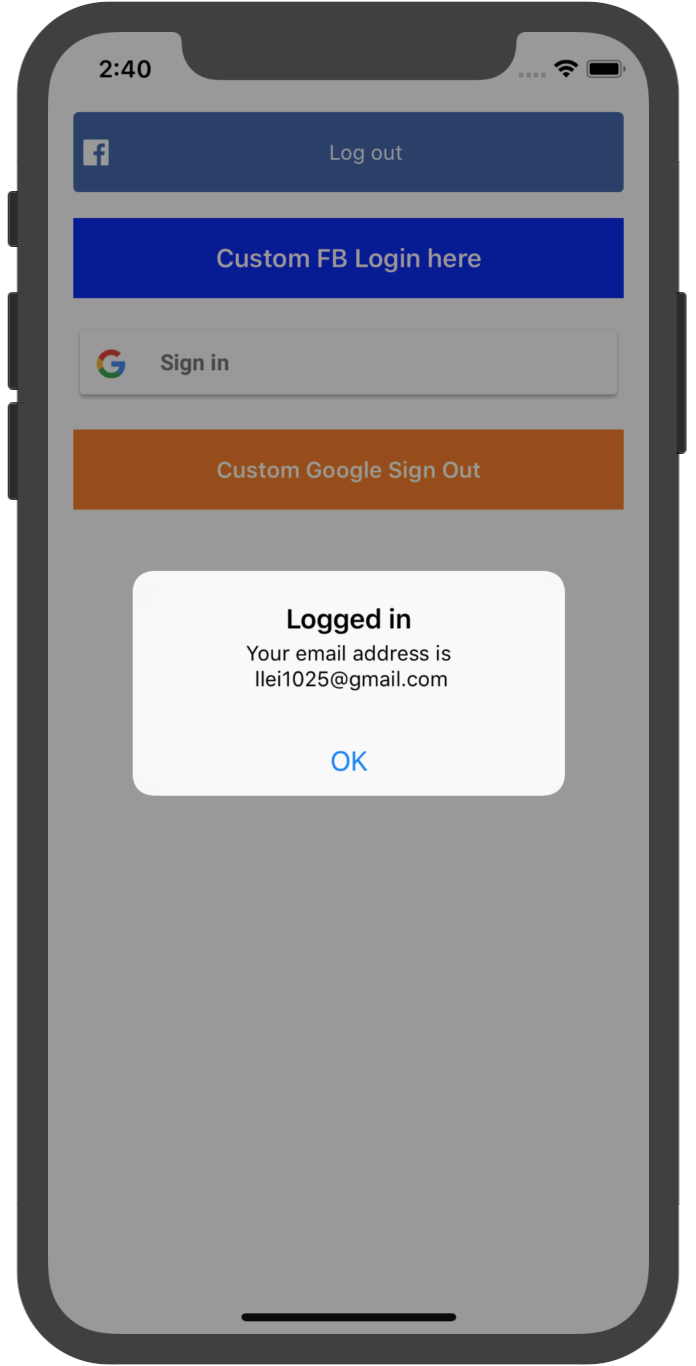 2:40
Log out
Custom FB Login here
Sign in
Custom Google Sign Out
Logged in
Your email address is
llei1025@gmail.com
OK